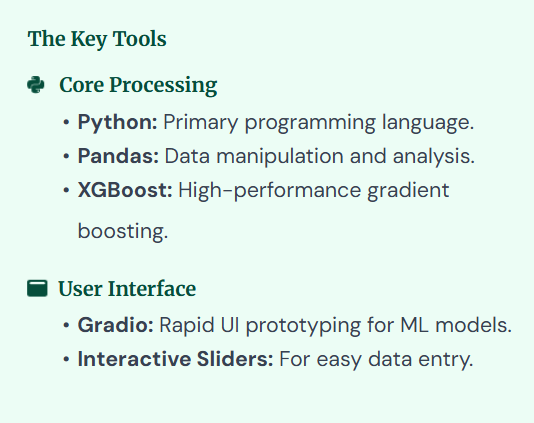 The Key Tools
Core Processing
• Python: Primary programming language.
• Pandas: Data manipulation and analysis.
• XGBoost: High-performance gradient
boosting.
User Interface
• Gradio: Rapid UI prototyping for ML models.
• Interactive Sliders: For easy data entry.